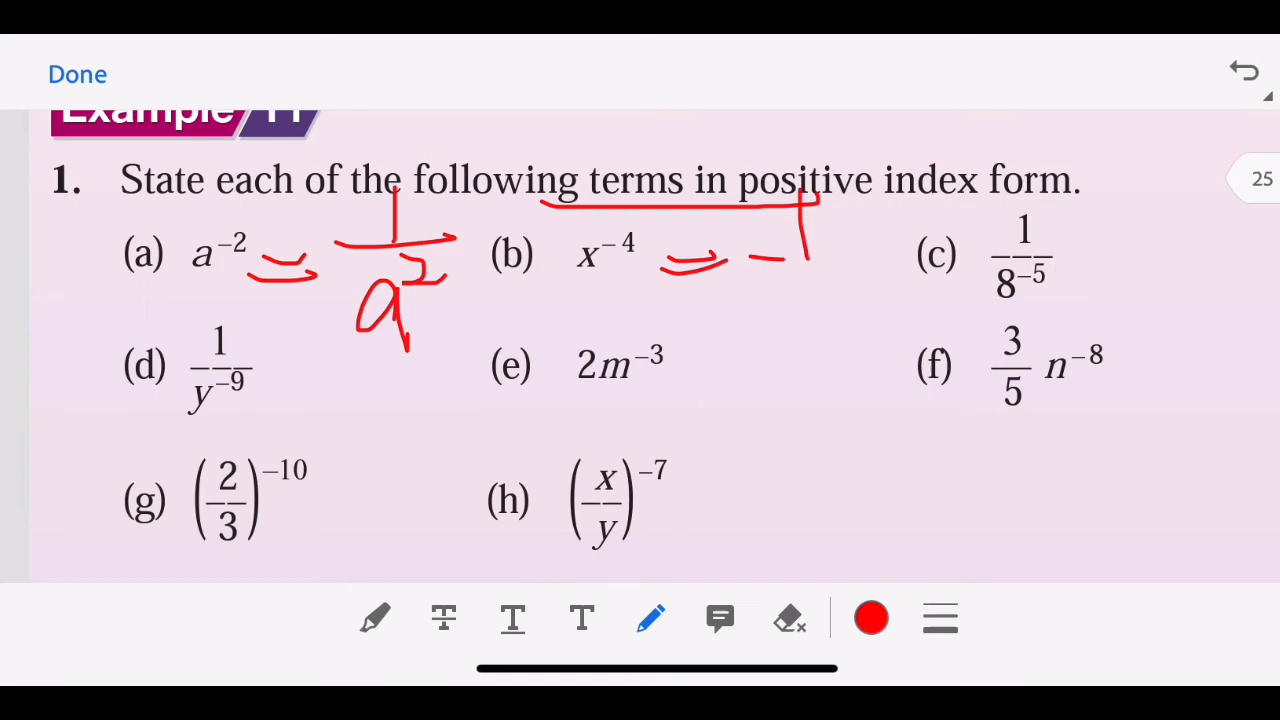 Done
Example 11
25
1. State each of the following terms in positive index form.
(a) a⁻² = 1/a² (b) x⁻⁴ = -1 (c) 1/8⁻⁵
(d) 1/y⁻⁹ (e) 2m⁻³ (f) 3/5 n⁻⁸
(g) (2/3)⁻¹⁰ (h) (x/y)⁻⁷
T T T